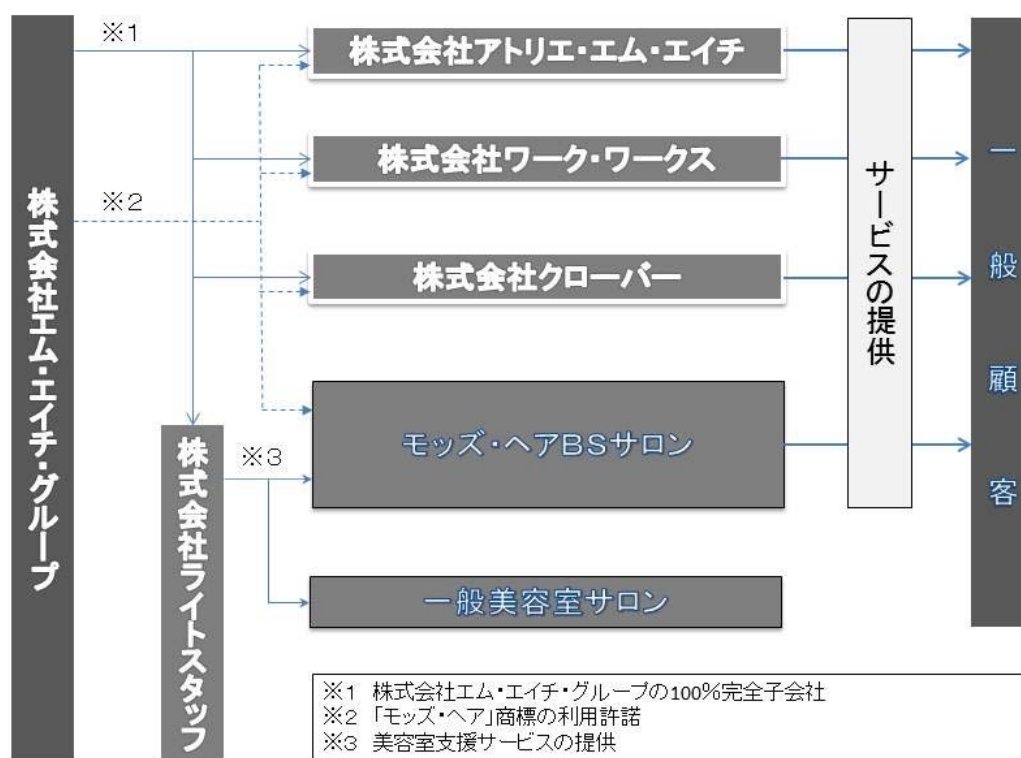 株式会社エム・エイチ・グループ
※1
※2
株式会社アトリエ・エム・エイチ
株式会社ワーク・ワークス
株式会社クローバー
モッズ・ヘアBSサロン
株式会社ライトスタッフ
※3
一般美容室サロン
サービスの提供
一般顧客
※1 株式会社エム・エイチ・グループの100%完全子会社
※2 「モッズ・ヘア」商標の利用許諾
※3 美容室支援サービスの提供